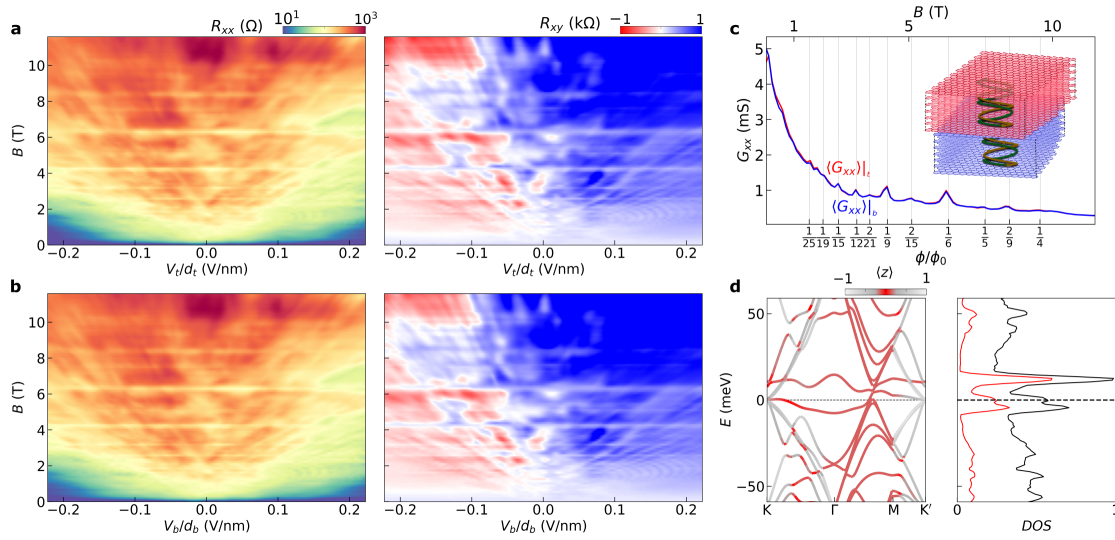 a
R_xx (Ω) 10^1 10^3
R_xy (kΩ) −1 1
B (T)
10
8
6
4
2
0
−0.2 −0.1 0.0 0.1 0.2
V_t/d_t (V/nm)
−0.2 −0.1 0.0 0.1 0.2
V_t/d_t (V/nm)
b
B (T)
10
8
6
4
2
0
−0.2 −0.1 0.0 0.1 0.2
V_b/d_b (V/nm)
−0.2 −0.1 0.0 0.1 0.2
V_b/d_b (V/nm)
c
B (T)
1 5 10
G_xx (mS)
5
4
3
2
1
⟨G_xx⟩|_t
⟨G_xx⟩|_b
1/25 1/19 1/15 1/12 2/21 1/9 2/15 1/6 1/5 2/9 1/4
ϕ/ϕ_0
d
⟨z⟩
−1 1
E (meV)
50
0
−50
K Γ M K′
0 1
DOS